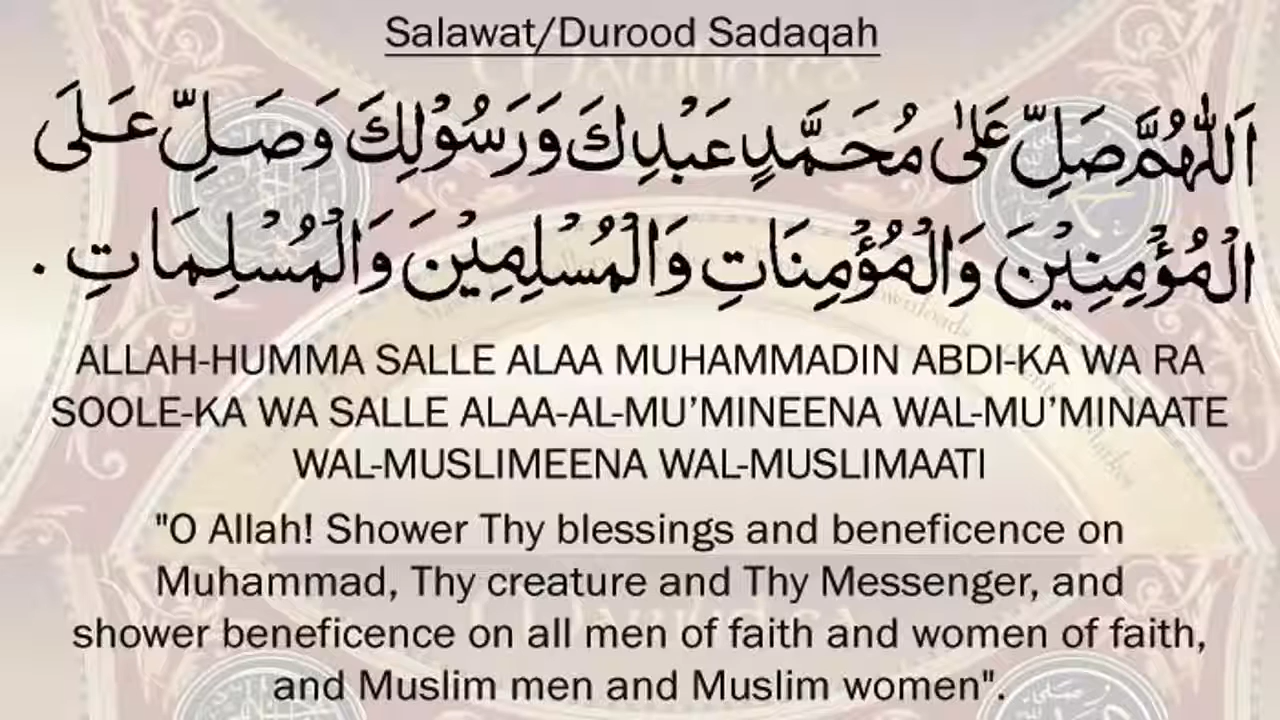 Salawat/Durood Sadaqah
اَللّٰهُمَّ صَلِّ عَلٰى مُحَمَّدٍ عَبْدِكَ وَرَسُوْلِكَ وَصَلِّ عَلَى
الْمُؤْمِنِيْنَ وَالْمُؤْمِنَاتِ وَالْمُسْلِمِيْنَ وَالْمُسْلِمَاتِ .
ALLAH-HUMMA SALLE ALAA MUHAMMADIN ABDI-KA WA RA
SOOLE-KA WA SALLE ALAA-AL-MU’MINEENA WAL-MU’MINAATE
WAL-MUSLIMEENA WAL-MUSLIMAATI
"O Allah! Shower Thy blessings and beneficence on
Muhammad, Thy creature and Thy Messenger, and
shower beneficence on all men of faith and women of faith,
and Muslim men and Muslim women".